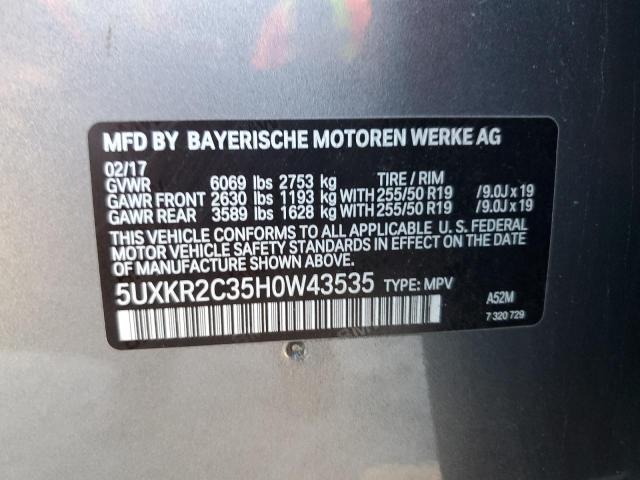 MFD BY BAYERISCHE MOTOREN WERKE AG
02/17
GVWR 6069 lbs 2753 kg TIRE / RIM
GAWR FRONT 2630 lbs 1193 kg WITH 255/50 R19 /9.0J x 19
GAWR REAR 3589 lbs 1628 kg WITH 255/50 R19 /9.0J x 19
THIS VEHICLE CONFORMS TO ALL APPLICABLE U. S. FEDERAL
MOTOR VEHICLE SAFETY STANDARDS IN EFFECT ON THE DATE
OF MANUFACTURE SHOWN ABOVE.
5UXKR2C35H0W43535 TYPE: MPV A52M
7 320 729